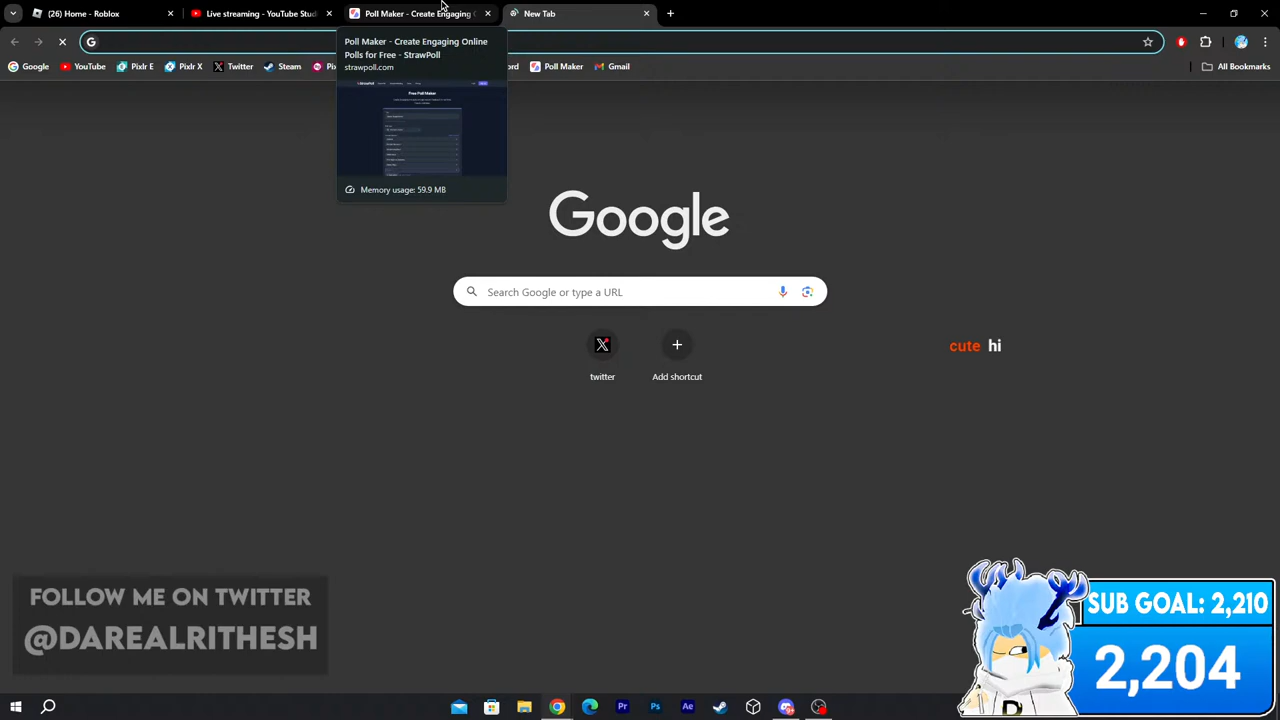 (26) Home - Roblox
Live streaming - YouTube Stud
Poll Maker - Create Engaging
New Tab
Google
YouTube
Pixlr E
Pixlr X
Twitter
Steam
Poll Maker
Gmail
All Bookmarks
Poll Maker - Create Engaging Online
Polls for Free - StrawPoll
strawpoll.com
Free Poll Maker
Memory usage: 59.9 MB
Google
Search Google or type a URL
twitter
Add shortcut
cute hi
FOLLOW ME ON TWITTER
@DAREALRITHESH
SUB GOAL: 2,210
2,204